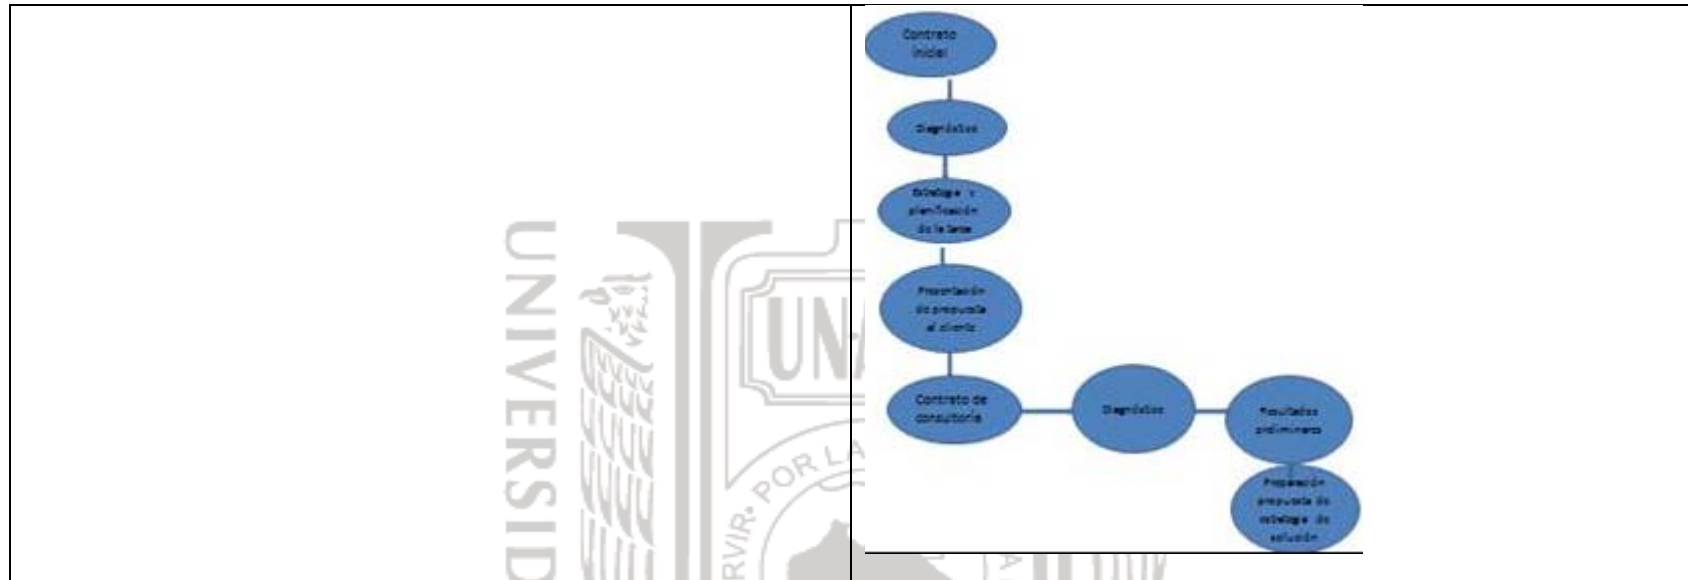 Contrato
inicial
Diagnóstico
Estrategia y
planificación
de la tarea
Presentación
de propuesta
al cliente
Contrato de
consultoría
Diagnóstico
Resultados
preliminares
propuesta de
estrategia de
solución
UNIVERSID
UNA
POR LA
RVIR.